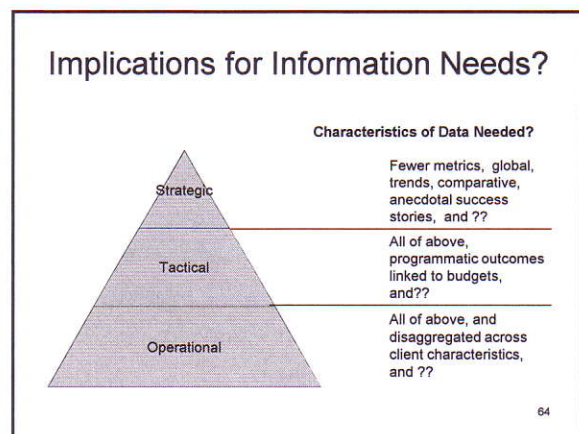 Implications for Information Needs?
Characteristics of Data Needed?
Strategic
Fewer metrics, global,
trends, comparative,
anecdotal success
stories, and ??
Tactical
All of above,
programmatic outcomes
linked to budgets,
and??
Operational
All of above, and
disaggregated across
client characteristics,
and ??
64